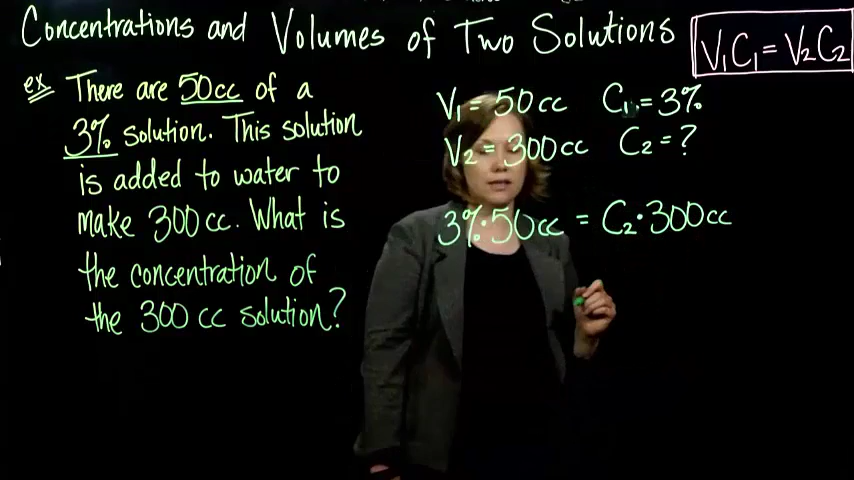 Concentrations and Volumes of Two Solutions
V₁C₁ = V₂C₂
ex There are 50cc of a
3% solution. This solution
is added to water to
make 300cc. What is
the concentration of
the 300 cc solution?
V₁ = 50cc C₁ = 3%
V₂ = 300cc C₂ = ?
3%·50cc = C₂·300cc